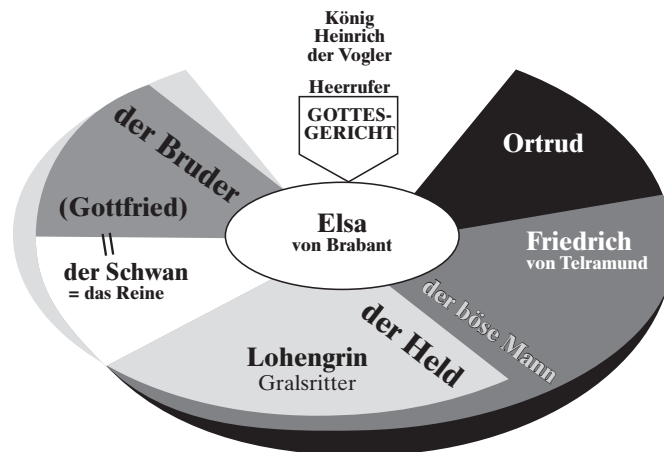 König
Heinrich
der Vogler
Heerrufer
GOTTES-
GERICHT
Ortrud
der Bruder
(Gottfried)
Elsa
von Brabant
Friedrich
von Telramund
der Schwan
= das Reine
der böse Mann
der Held
Lohengrin
Gralsritter